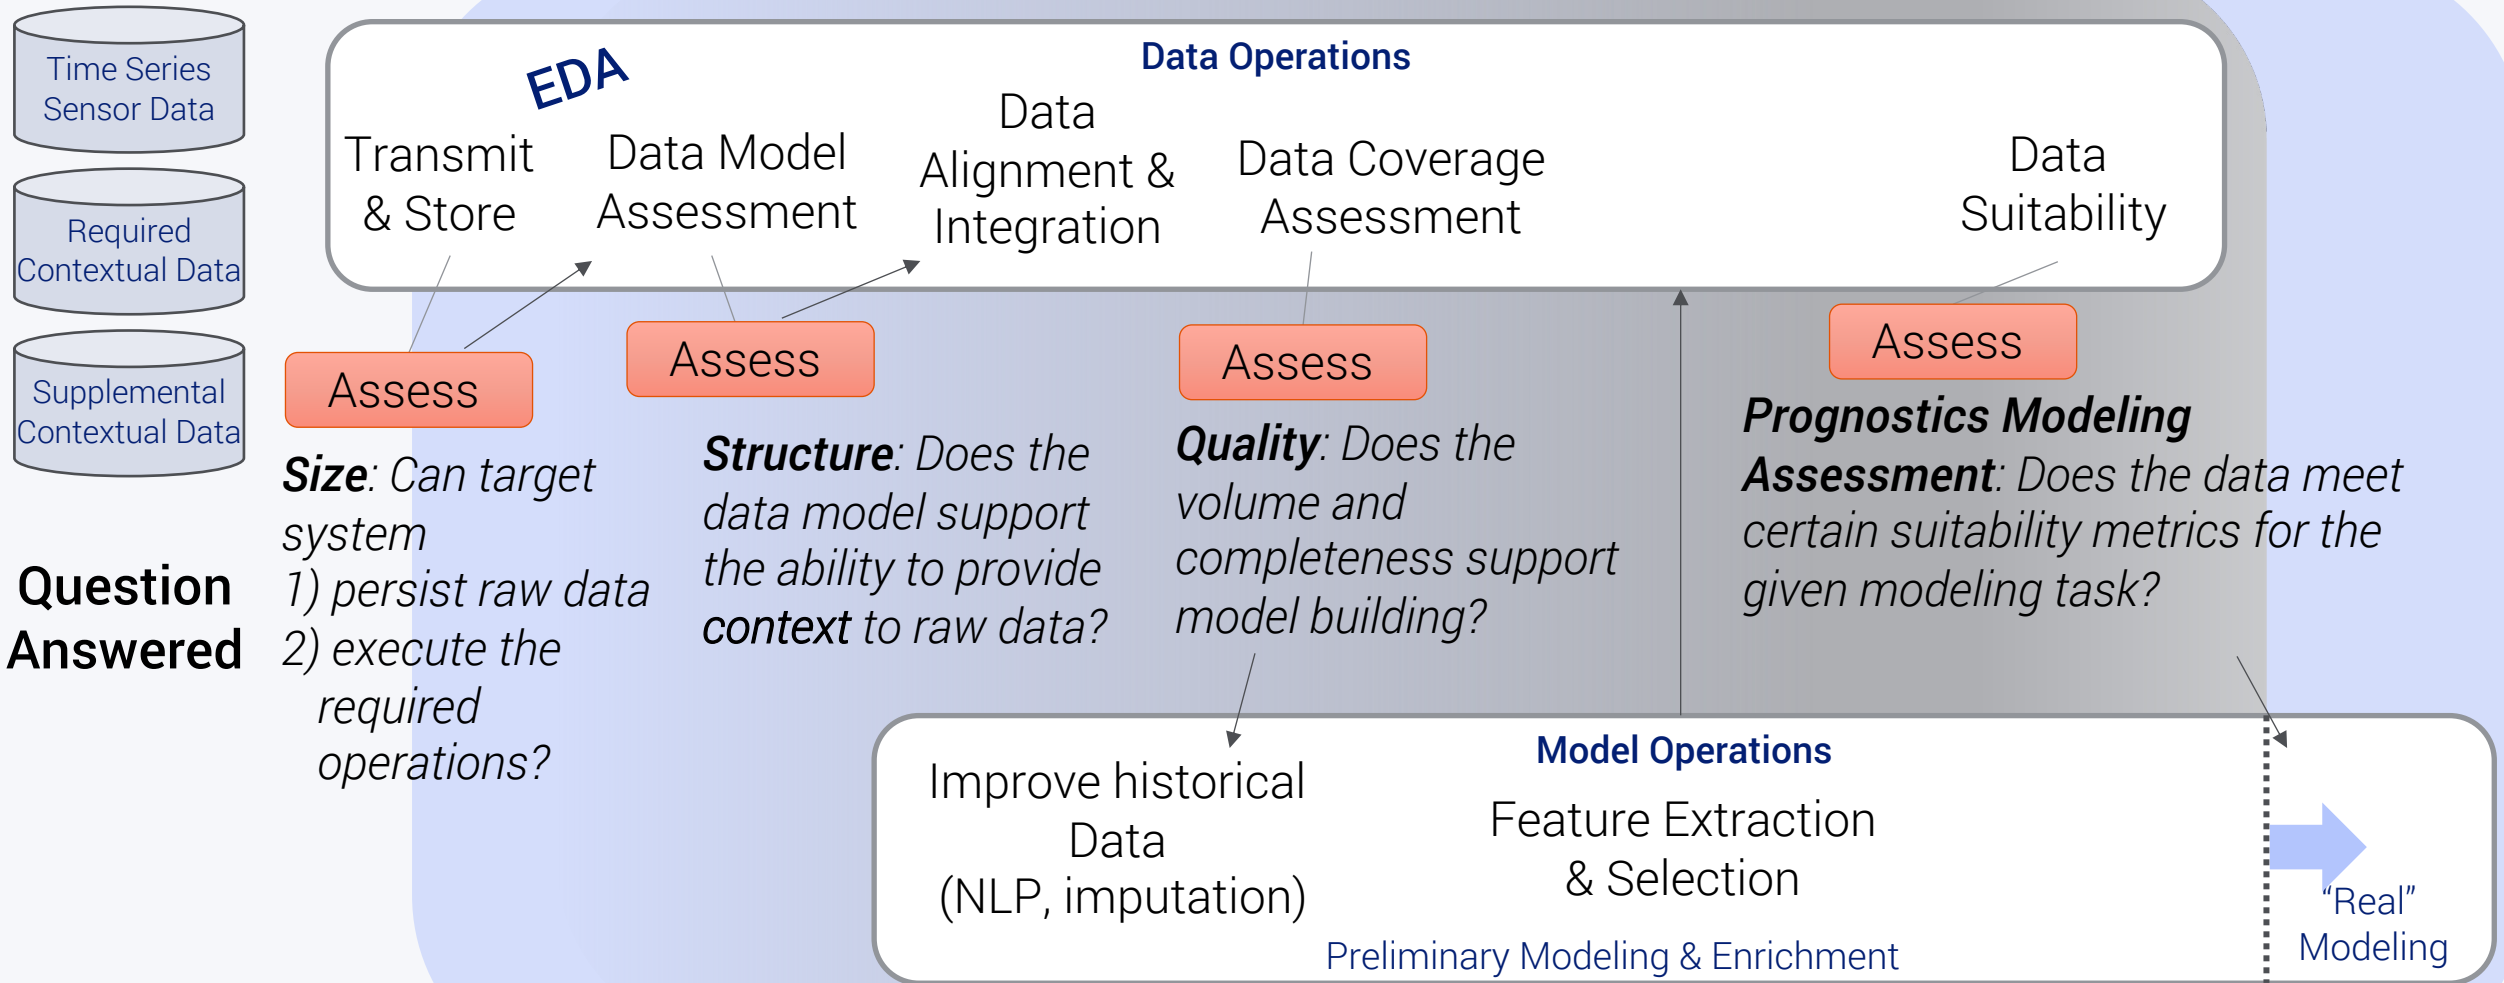 Time Series
Sensor Data
Required
Contextual Data
Supplemental
Contextual Data
Question
Answered
Data Operations
EDA
Transmit
& Store
Data Model
Assessment
Data
Alignment &
Integration
Data Coverage
Assessment
Data
Suitability
Assess
Size: Can target
system
1) persist raw data
2) execute the
required
operations?
Assess
Structure: Does the
data model support
the ability to provide
context to raw data?
Assess
Quality: Does the
volume and
completeness support
model building?
Assess
Prognostics Modeling
Assessment: Does the data meet
certain suitability metrics for the
given modeling task?
Model Operations
Improve historical
Data
(NLP, imputation)
Feature Extraction
& Selection
Preliminary Modeling & Enrichment
“Real”
Modeling